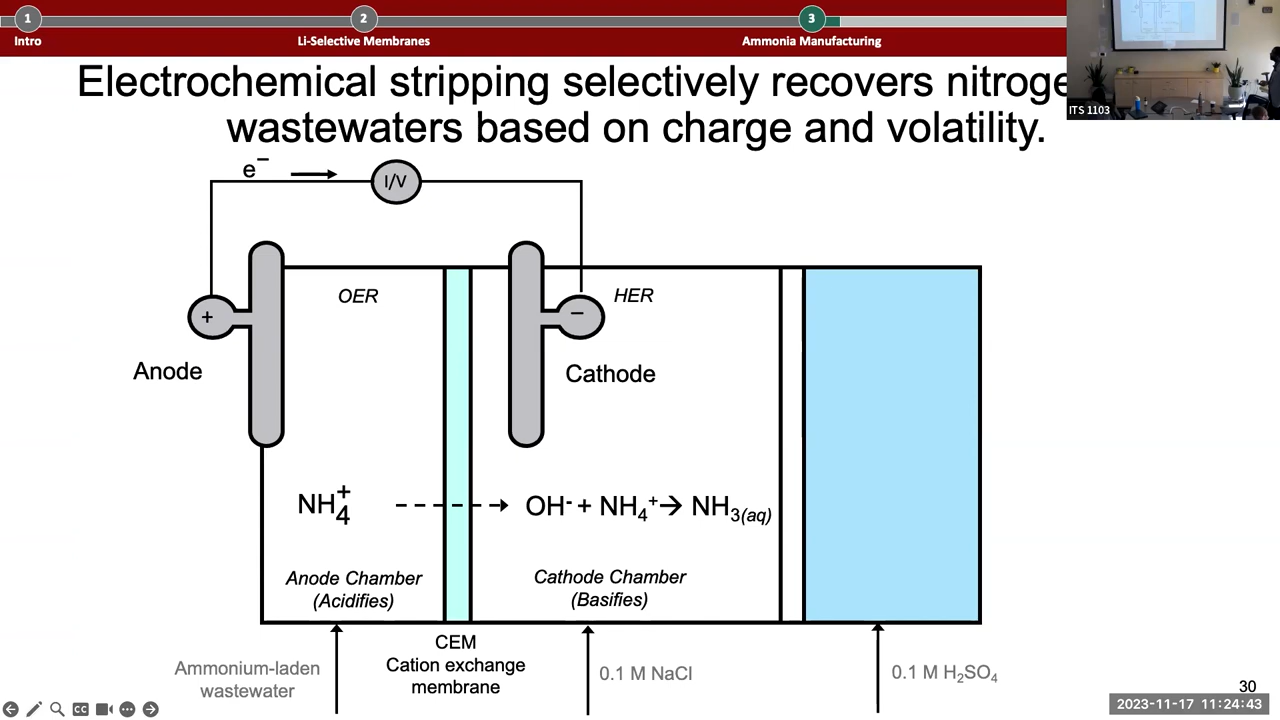 1
2
3
Intro
Li-Selective Membranes
Ammonia Manufacturing
ITS 1103
Electrochemical stripping selectively recovers nitroge
wastewaters based on charge and volatility.
e⁻
I/V
OER
HER
+
−
Anode
Cathode
NH₄⁺
OH⁻ + NH₄⁺→ NH₃(aq)
Anode Chamber
(Acidifies)
Cathode Chamber
(Basifies)
Ammonium-laden
wastewater
CEM
Cation exchange
membrane
0.1 M NaCl
0.1 M H₂SO₄
30
CC
2023-11-17 11:24:43